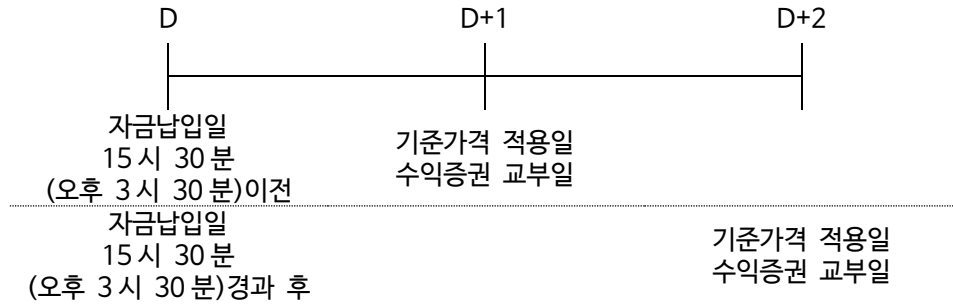 D D+1 D+2
자금납입일
15시 30분
(오후 3시 30분)이전
기준가격 적용일
수익증권 교부일
자금납입일
15시 30분
(오후 3시 30분)경과 후
기준가격 적용일
수익증권 교부일